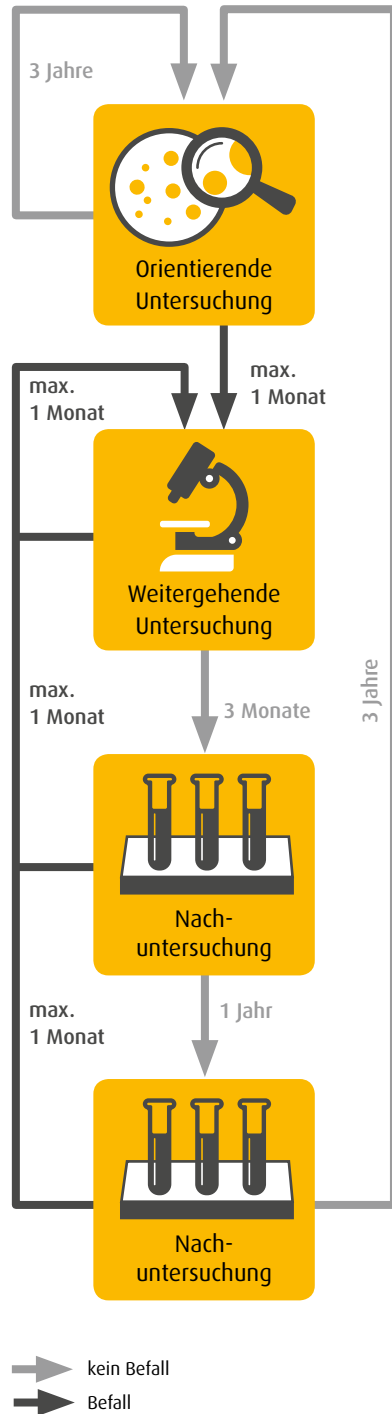 3 Jahre
Orientierende
Untersuchung
max.
1 Monat
max.
1 Monat
Weitergehende
Untersuchung
max.
1 Monat
3 Monate
3 Jahre
Nach-
untersuchung
max.
1 Monat
1 Jahr
Nach-
untersuchung
kein Befall
Befall